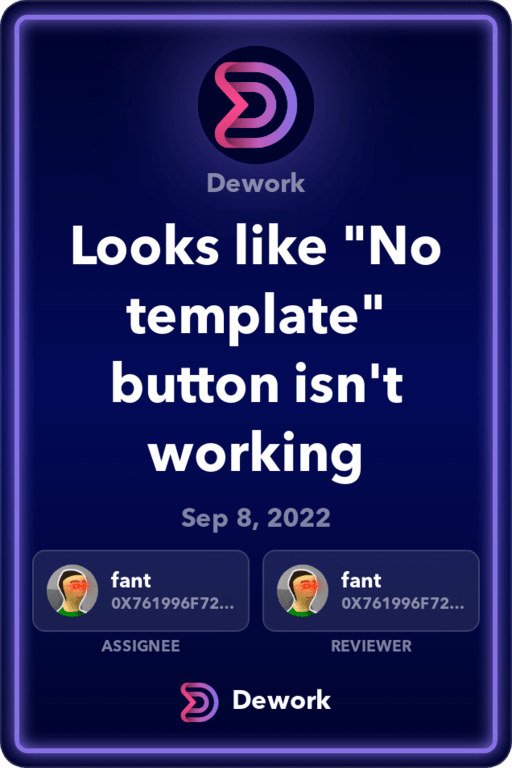 Dework
Looks like "No
template"
button isn't
working
Sep 8, 2022
fant
0X761996F72...
ASSIGNEE
fant
0X761996F72...
REVIEWER
Dework